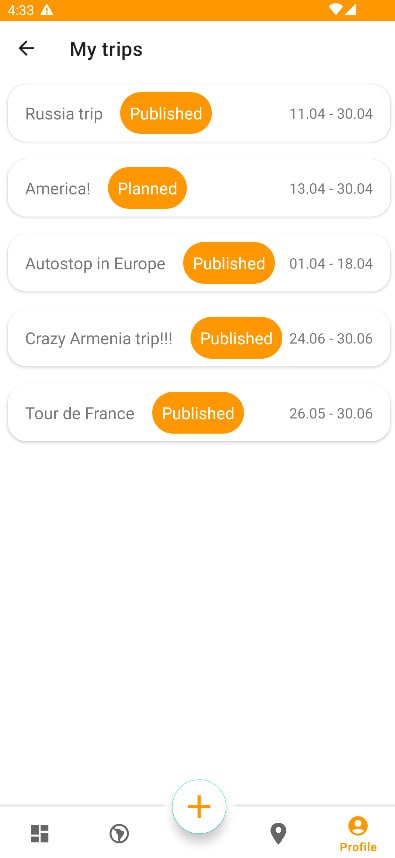 4:33
My trips
Russia trip Published 11.04 - 30.04
America! Planned 13.04 - 30.04
Autostop in Europe Published 01.04 - 18.04
Crazy Armenia trip!!! Published 24.06 - 30.06
Tour de France Published 26.05 - 30.06
Profile